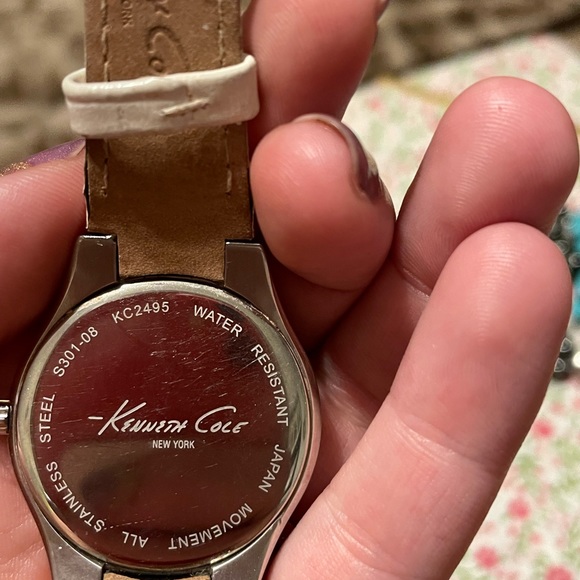 KC2495 WATER RESISTANT JAPAN MOVEMENT ALL STAINLESS STEEL S301-08
KENNETH COLE
NEW YORK